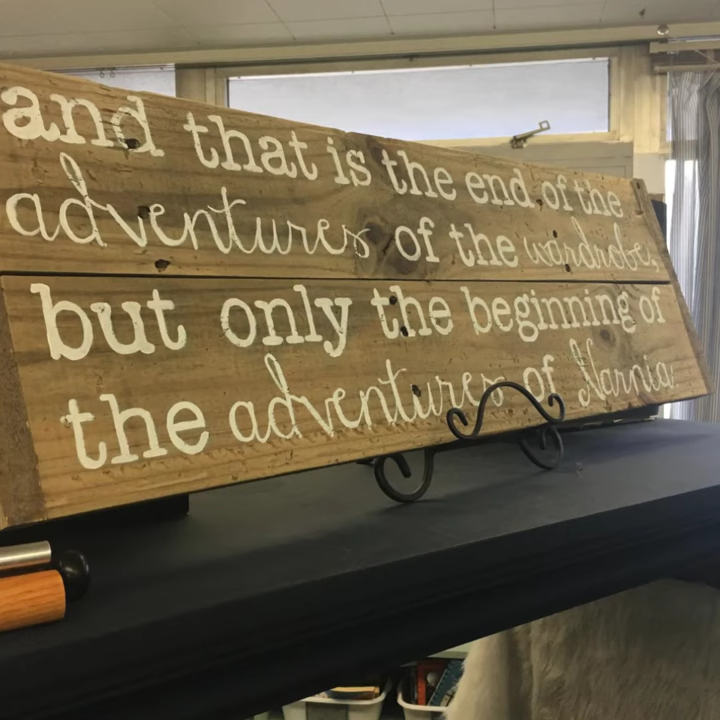 and that is the end of the
adventures of the wardrobe.
but only the beginning of
the adventures of Narnia.